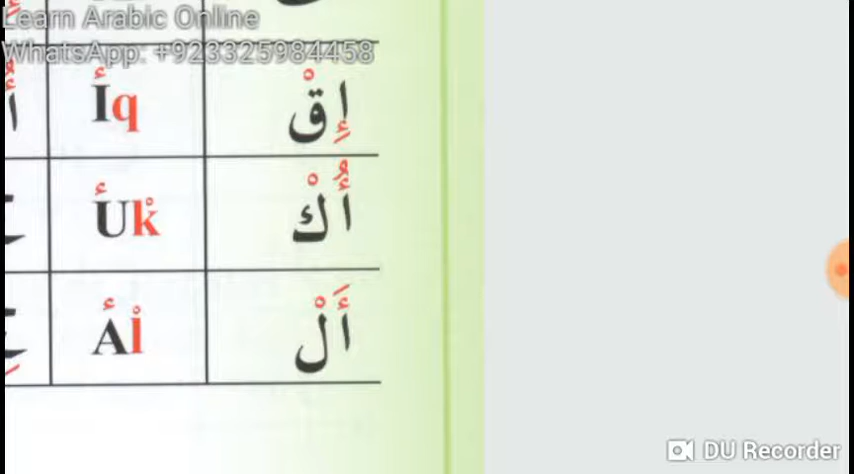 Learn Arabic Online
WhatsApp: +923325984458
Iq إِقْ
Uk أُكْ
Al أَلْ
DU Recorder